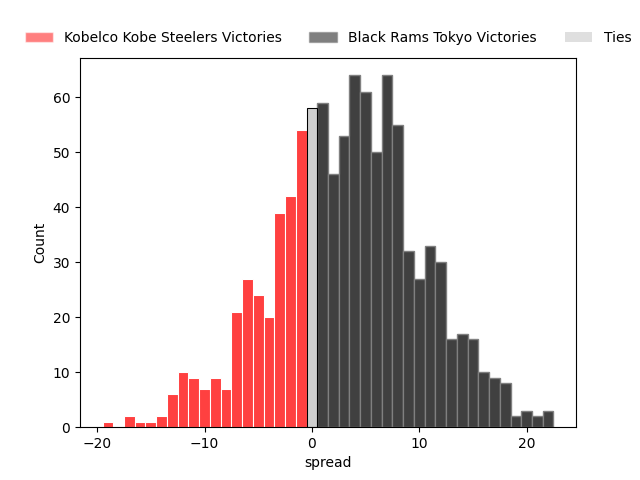 Kobelco Kobe Steelers Victories Black Rams Tokyo Victories Ties
60
50
40
30
20
10
0
Count
−20 −10 0 10 20
spread